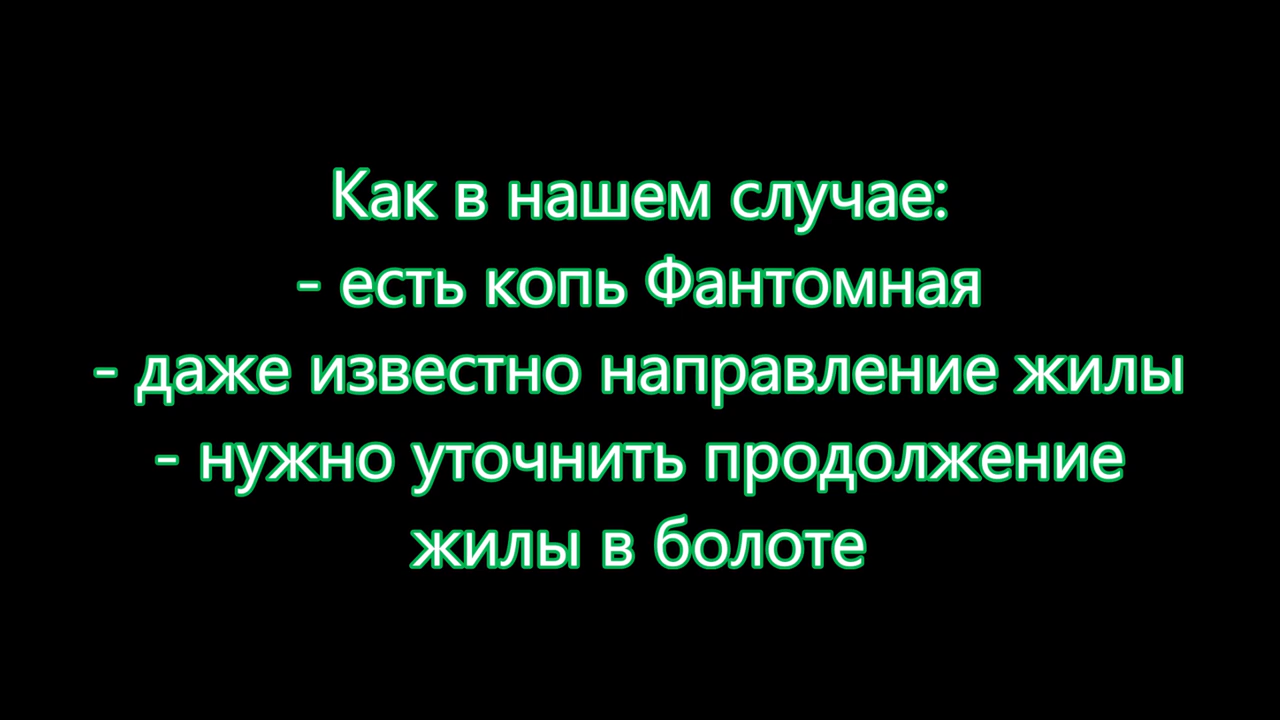 Как в нашем случае:
- есть копь Фантомная
- даже известно направление жилы
- нужно уточнить продолжение
жилы в болоте